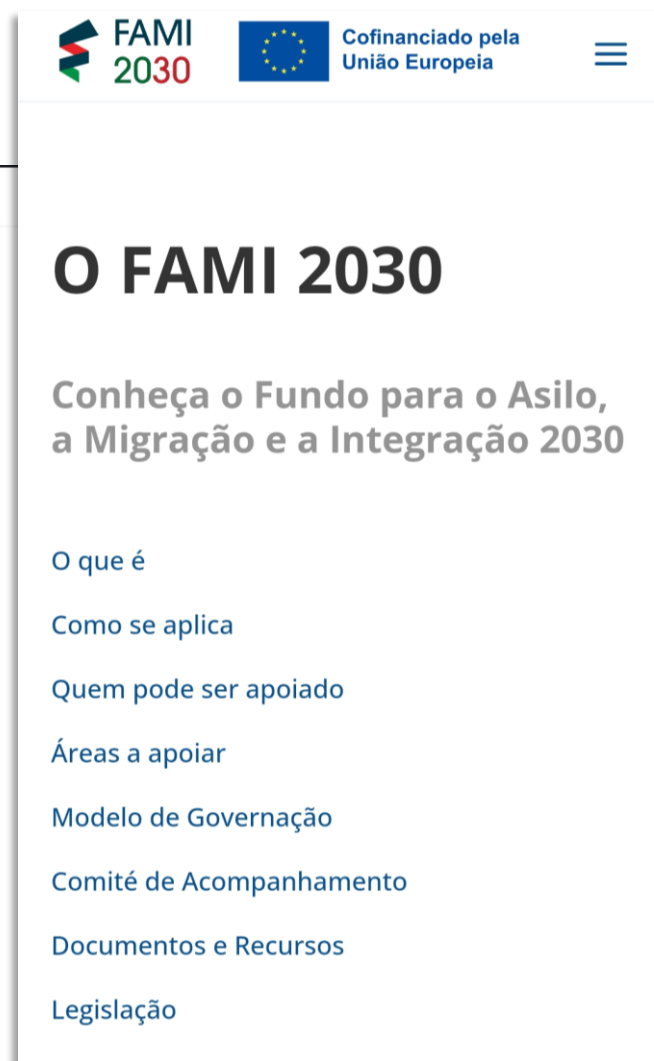 FAMI
2030
Cofinanciado pela
União Europeia
O FAMI 2030
Conheça o Fundo para o Asilo,
a Migração e a Integração 2030
O que é
Como se aplica
Quem pode ser apoiado
Áreas a apoiar
Modelo de Governação
Comité de Acompanhamento
Documentos e Recursos
Legislação